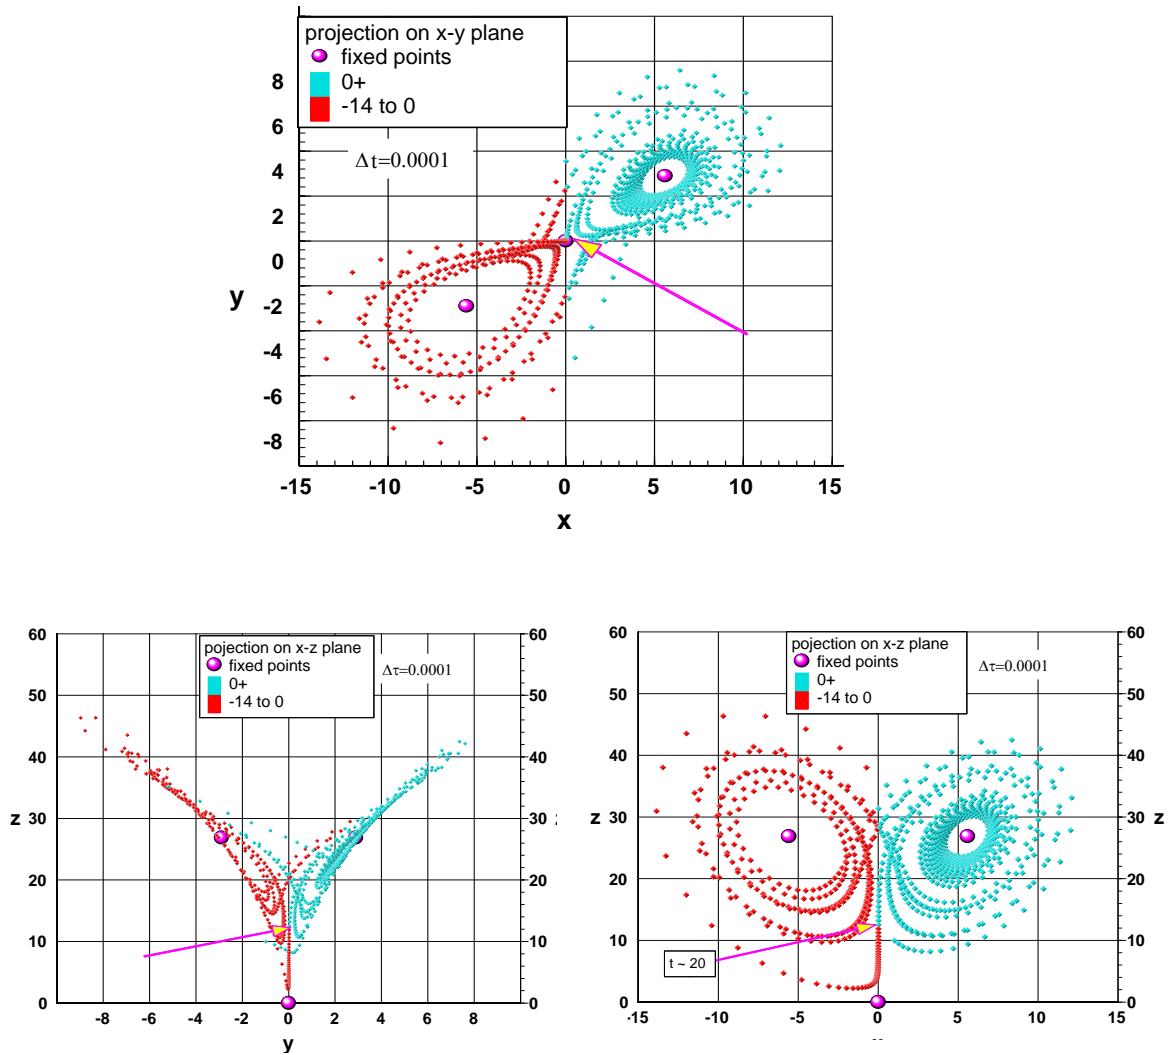 projection on x-y plane
fixed points
0+
-14 to 0
Δt=0.0001
8
6
4
2
0
-2
-4
-6
-8
y
-15 -10 -5 0 5 10 15
x
pojection on x-z plane
fixed points
0+
-14 to 0
Δτ=0.0001
60 60
50 50
40 40
30 30
20 20
10 10
0 0
z z
-8 -6 -4 -2 0 2 4 6 8
y
pojection on x-z plane
fixed points
0+
-14 to 0
Δτ=0.0001
60 60
50 50
40 40
30 30
20 20
10 10
0 0
z z
t ~ 20
-15 -10 -5 0 5 10 15